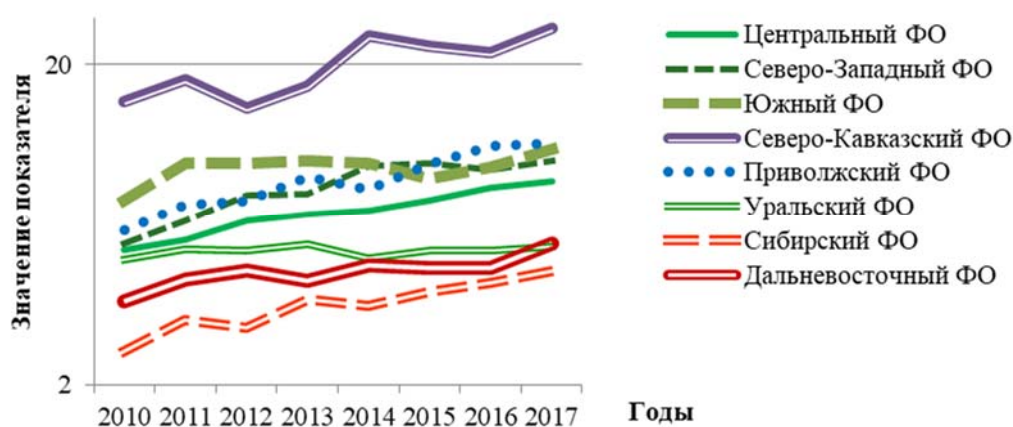 Значение показателя
20
2
2010 2011 2012 2013 2014 2015 2016 2017
Годы
Центральный ФО
Северо-Западный ФО
Южный ФО
Северо-Кавказский ФО
Приволжский ФО
Уральский ФО
Сибирский ФО
Дальневосточный ФО